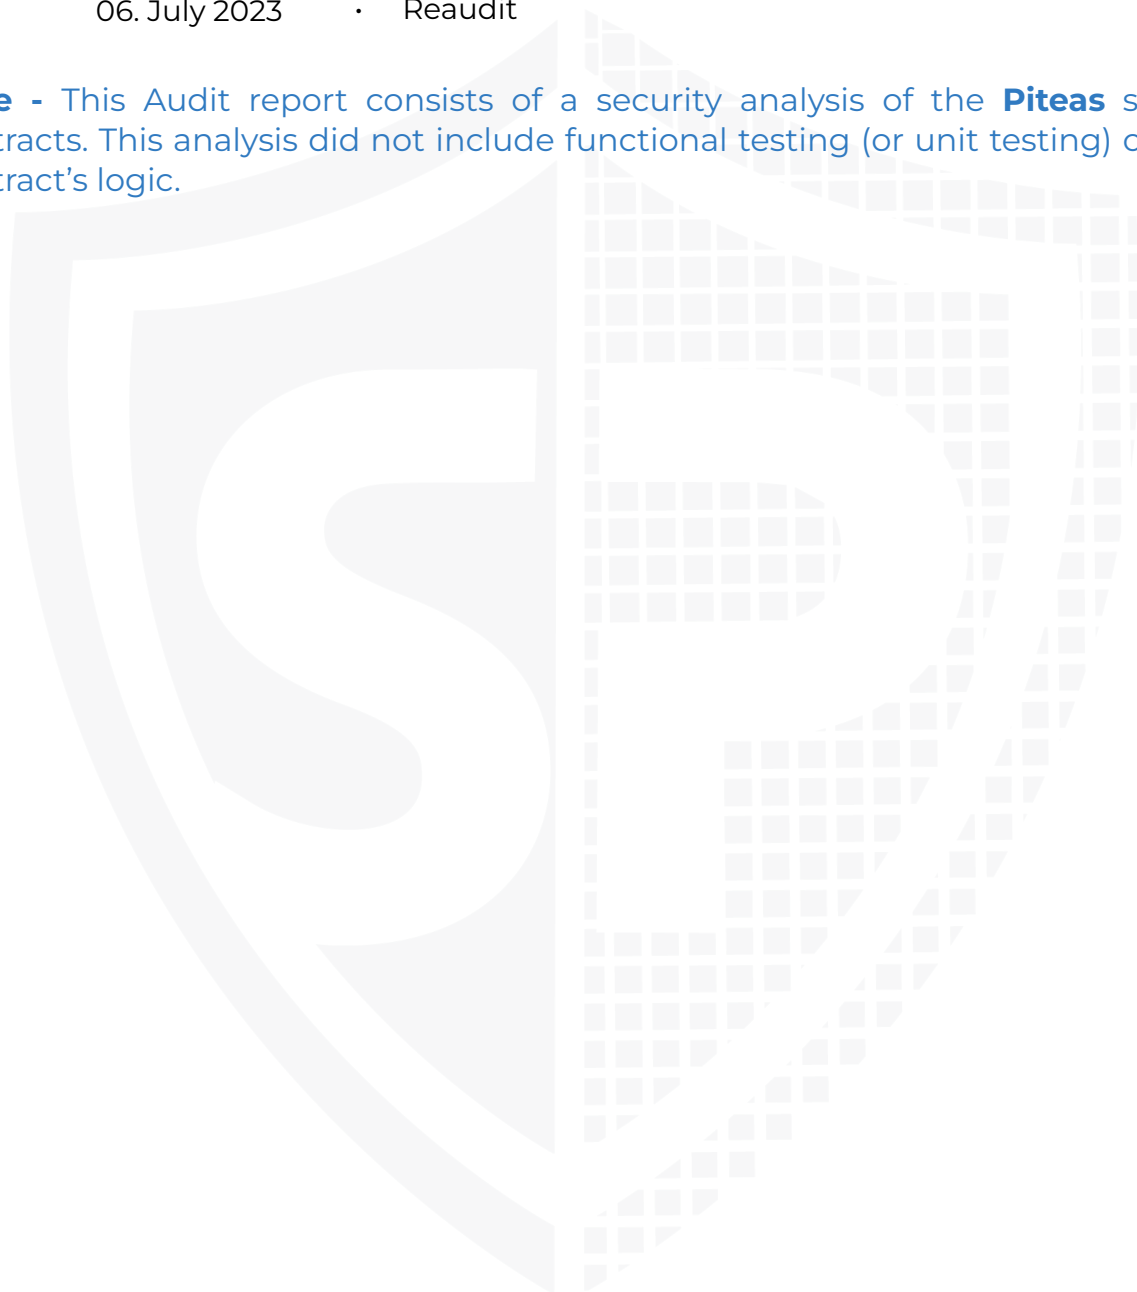 06. July 2023 • Reaudit
e - This Audit report consists of a security analysis of the Piteas s
tracts. This analysis did not include functional testing (or unit testing) o
tract’s logic.
SP